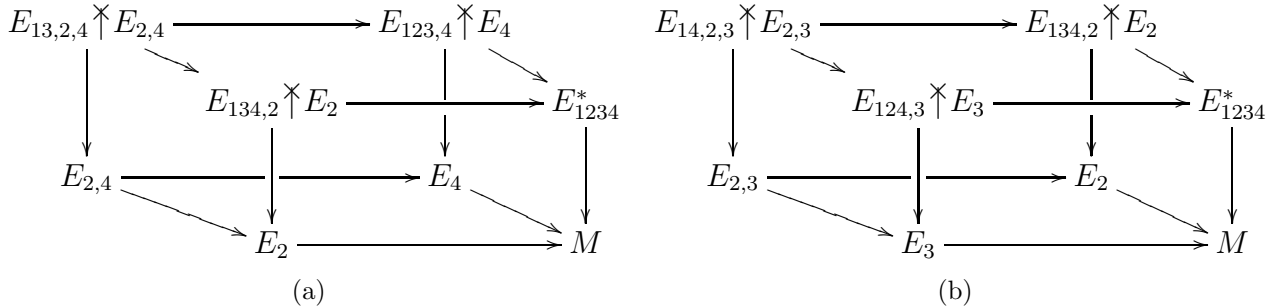 E_{13,2,4} ⯯ E_{2,4} E_{123,4} ⯯ E_4 E_{14,2,3} ⯯ E_{2,3} E_{134,2} ⯯ E_2
E_{134,2} ⯯ E_2 E^*_{1234} E_{124,3} ⯯ E_3 E^*_{1234}
E_{2,4} E_4 E_{2,3} E_2
E_2 M E_3 M
(a) (b)